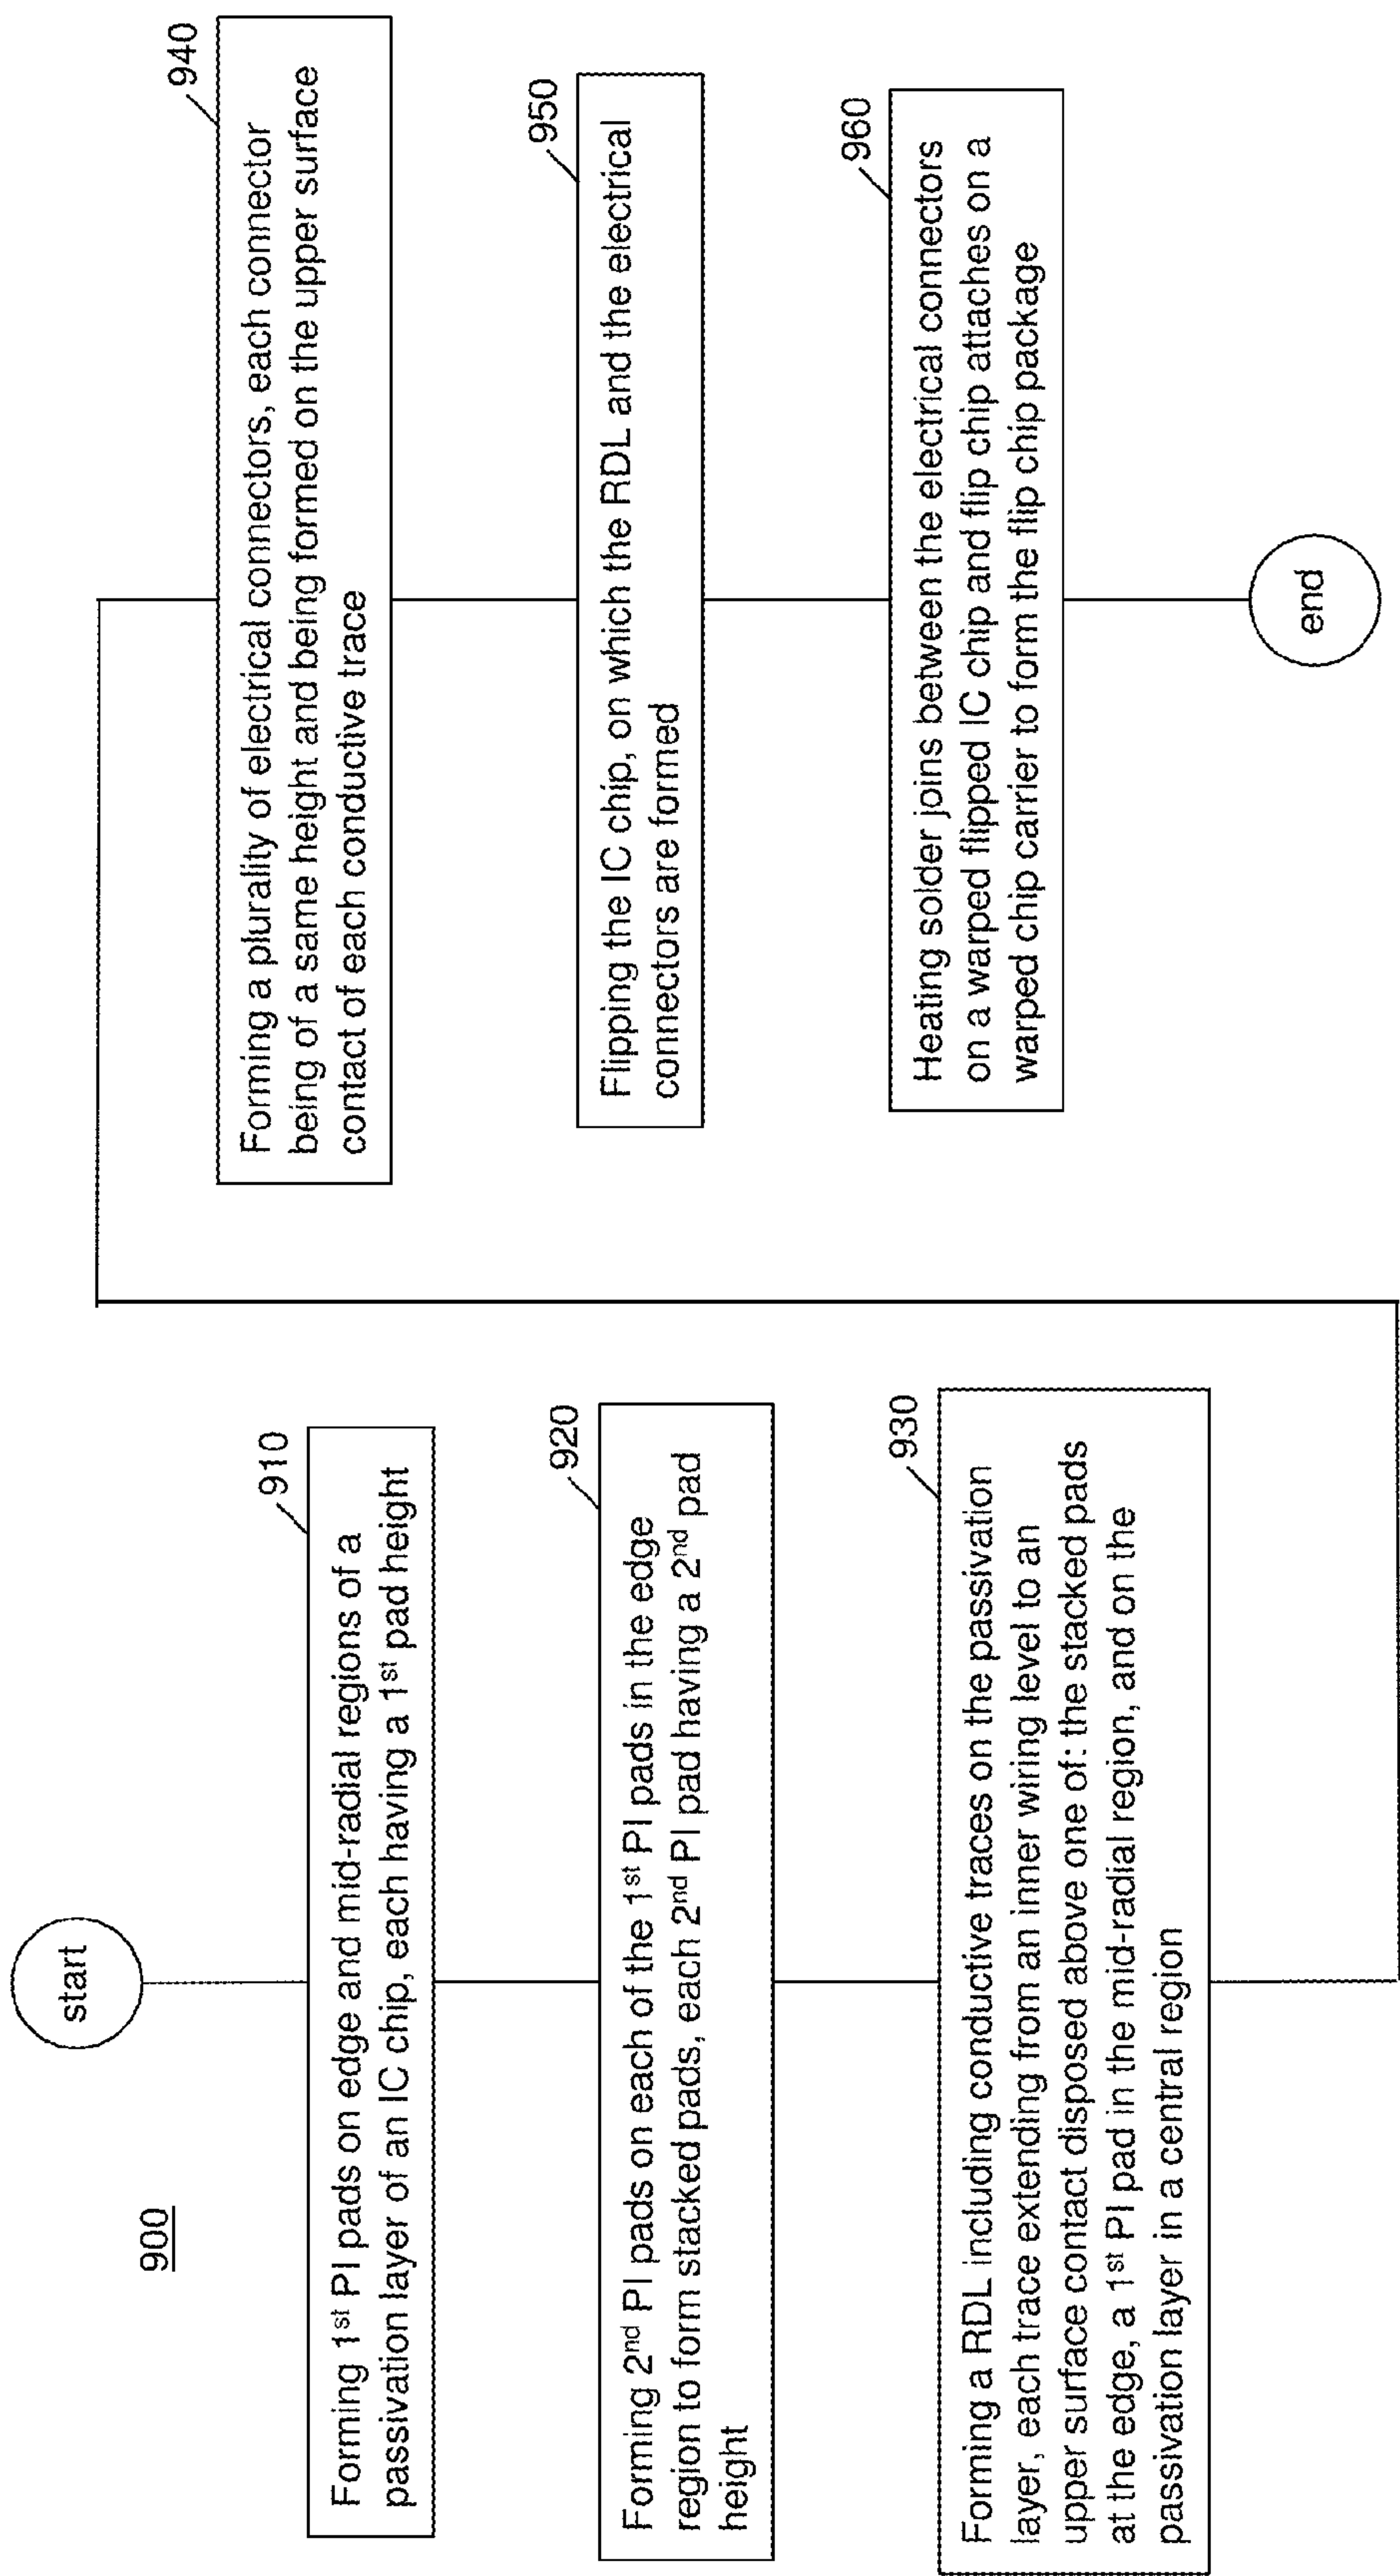 900
start
910
Forming 1st PI pads on edge and mid-radial regions of a
passivation layer of an IC chip, each having a 1st pad height
920
Forming 2nd PI pads on each of the 1st PI pads in the edge
region to form stacked pads, each 2nd PI pad having a 2nd pad
height
930
Forming a RDL including conductive traces on the passivation
layer, each trace extending from an inner wiring level to an
upper surface contact disposed above one of: the stacked pads
at the edge, a 1st PI pad in the mid-radial region, and on the
passivation layer in a central region
940
Forming a plurality of electrical connectors, each connector
being of a same height and being formed on the upper surface
contact of each conductive trace
950
Flipping the IC chip, on which the RDL and the electrical
connectors are formed
960
Heating solder joins between the electrical connectors
on a warped flipped IC chip and flip chip attaches on a
warped chip carrier to form the flip chip package
end